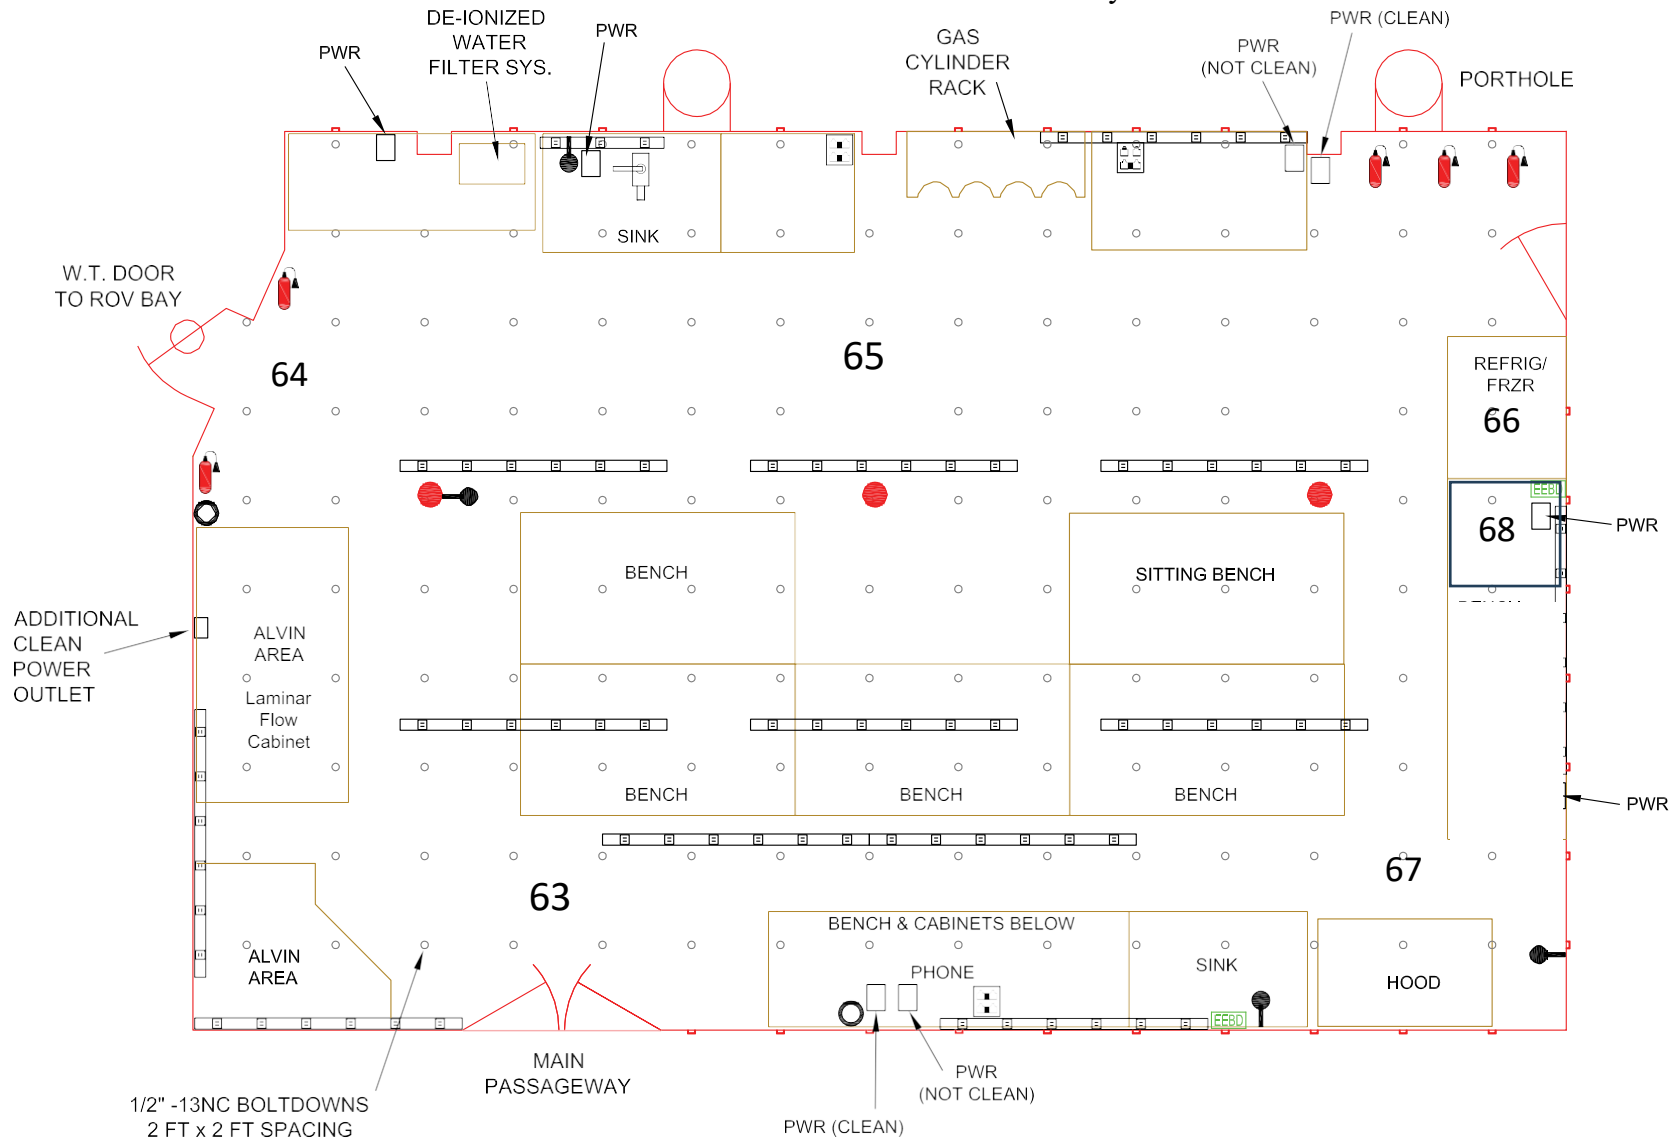 PWR (CLEAN)
DE-IONIZED
WATER
FILTER SYS.
PWR
PWR
GAS
CYLINDER
RACK
PWR
(NOT CLEAN)
PORTHOLE
SINK
W.T. DOOR
TO ROV BAY
64
65
REFRIG/
FRZR
66
EEBD
68
PWR
BENCH
SITTING BENCH
ADDITIONAL
CLEAN
POWER
OUTLET
ALVIN
AREA
Laminar
Flow
Cabinet
BENCH
BENCH
BENCH
PWR
63
67
BENCH & CABINETS BELOW
PHONE
SINK
HOOD
ALVIN
AREA
EEBD
MAIN
PASSAGEWAY
PWR
(NOT CLEAN)
PWR (CLEAN)
1/2" -13NC BOLTDOWNS
2 FT x 2 FT SPACING